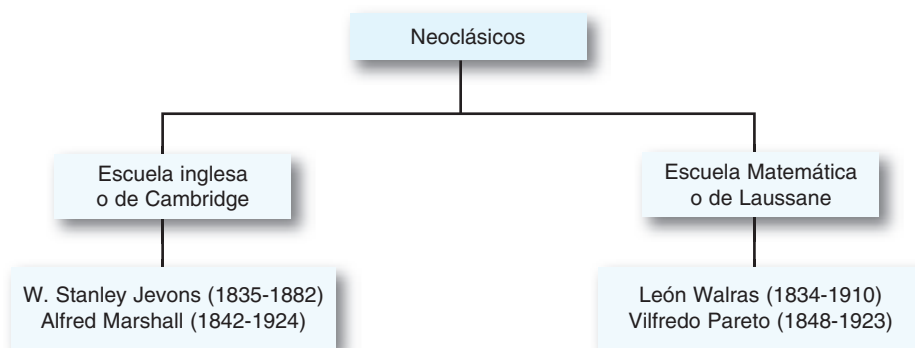 Neoclásicos
Escuela inglesa
o de Cambridge
Escuela Matemática
o de Laussane
W. Stanley Jevons (1835-1882)
Alfred Marshall (1842-1924)
León Walras (1834-1910)
Vilfredo Pareto (1848-1923)